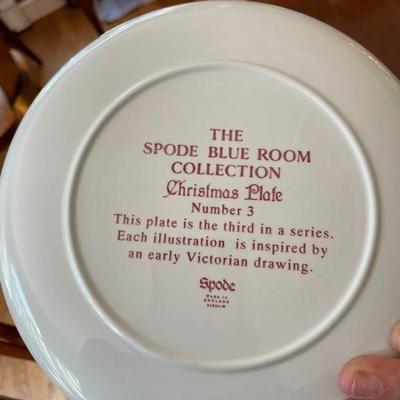 THE
SPODE BLUE ROOM
COLLECTION
Christmas Plate
Number 3
This plate is the third in a series.
Each illustration is inspired by
an early Victorian drawing.
Spode
MADE IN
ENGLAND